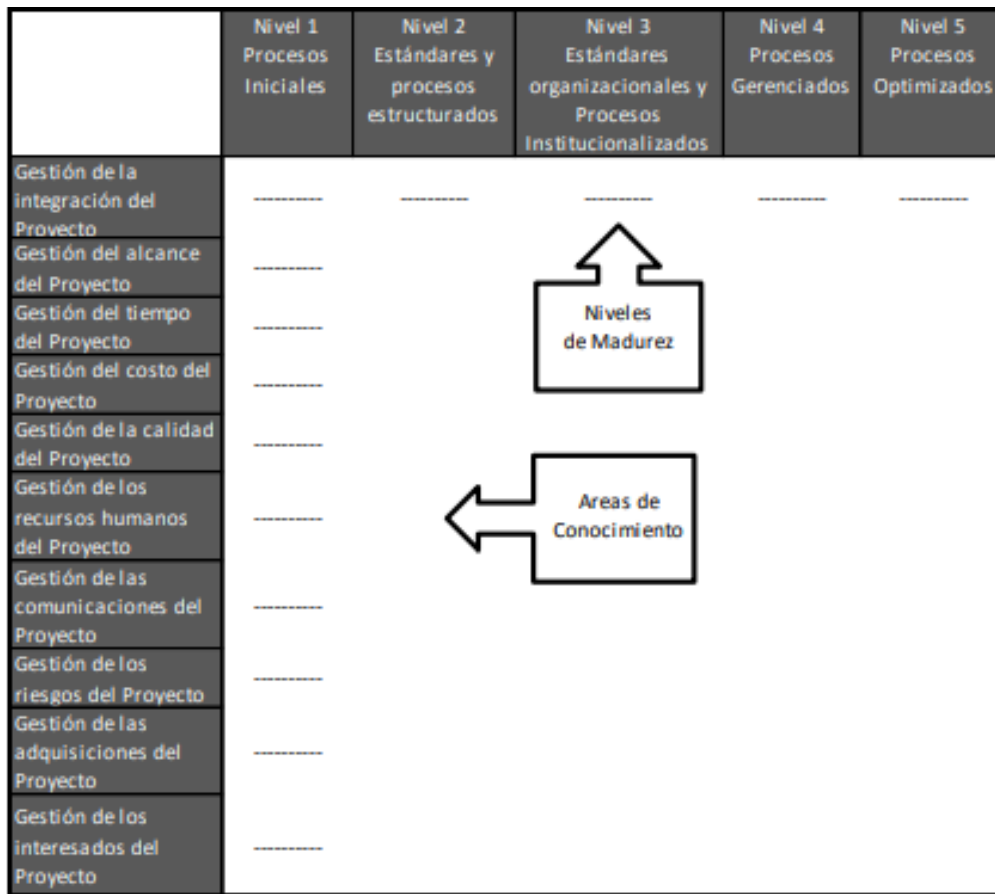 Nivel 1
Procesos
Iniciales
Nivel 2
Estándares y
procesos
estructurados
Nivel 3
Estándares
organizacionales y
Procesos
Institucionalizados
Nivel 4
Procesos
Gerenciados
Nivel 5
Procesos
Optimizados
Gestión de la
integración del
Proyecto
----------- ----------- ----------- ----------- -----------
Gestión del alcance
del Proyecto
-----------
Gestión del tiempo
del Proyecto
-----------
Gestión del costo del
Proyecto
-----------
Gestión de la calidad
del Proyecto
-----------
Gestión de los
recursos humanos
del Proyecto
-----------
Gestión de las
comunicaciones del
Proyecto
-----------
Gestión de los
riesgos del Proyecto
-----------
Gestión de las
adquisiciones del
Proyecto
-----------
Gestión de los
interesados del
Proyecto
-----------
Niveles
de Madurez
Areas de
Conocimiento